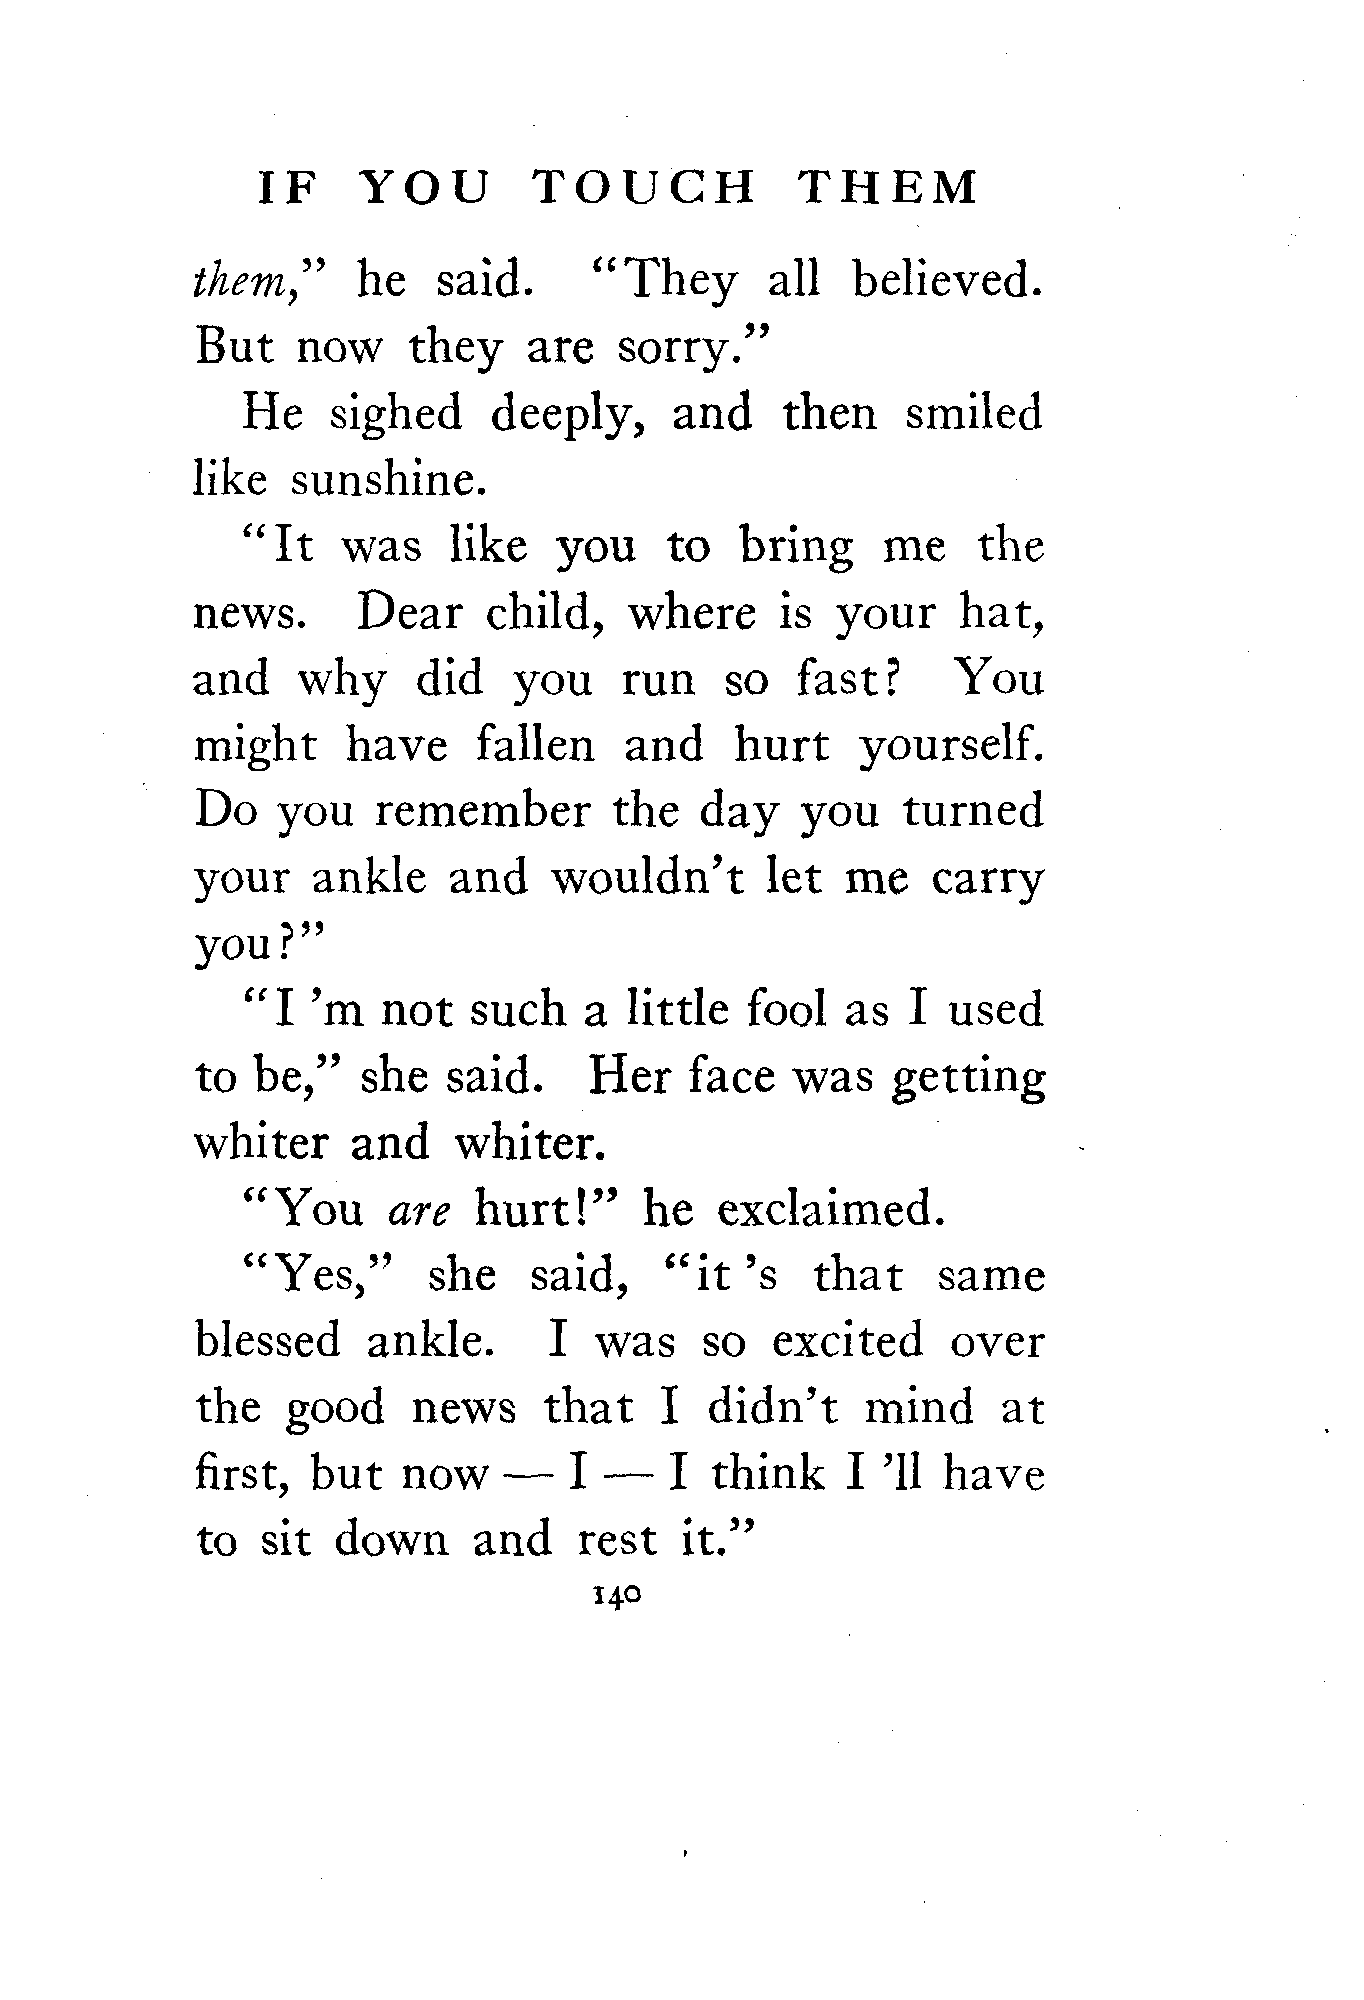 IF YOU TOUCH THEM
them," he said. "They all believed.
But now they are sorry."
He sighed deeply, and then smiled
like sunshine.
"It was like you to bring me the
news. Dear child, where is your hat,
and why did you run so fast? You
might have fallen and hurt yourself.
Do you remember the day you turned
your ankle and wouldn't let me carry
you?"
"I 'm not such a little fool as I used
to be," she said. Her face was getting
whiter and whiter.
"You are hurt!" he exclaimed.
"Yes," she said, "it 's that same
blessed ankle. I was so excited over
the good news that I didn't mind at
first, but now — I — I think I 'll have
to sit down and rest it."
140